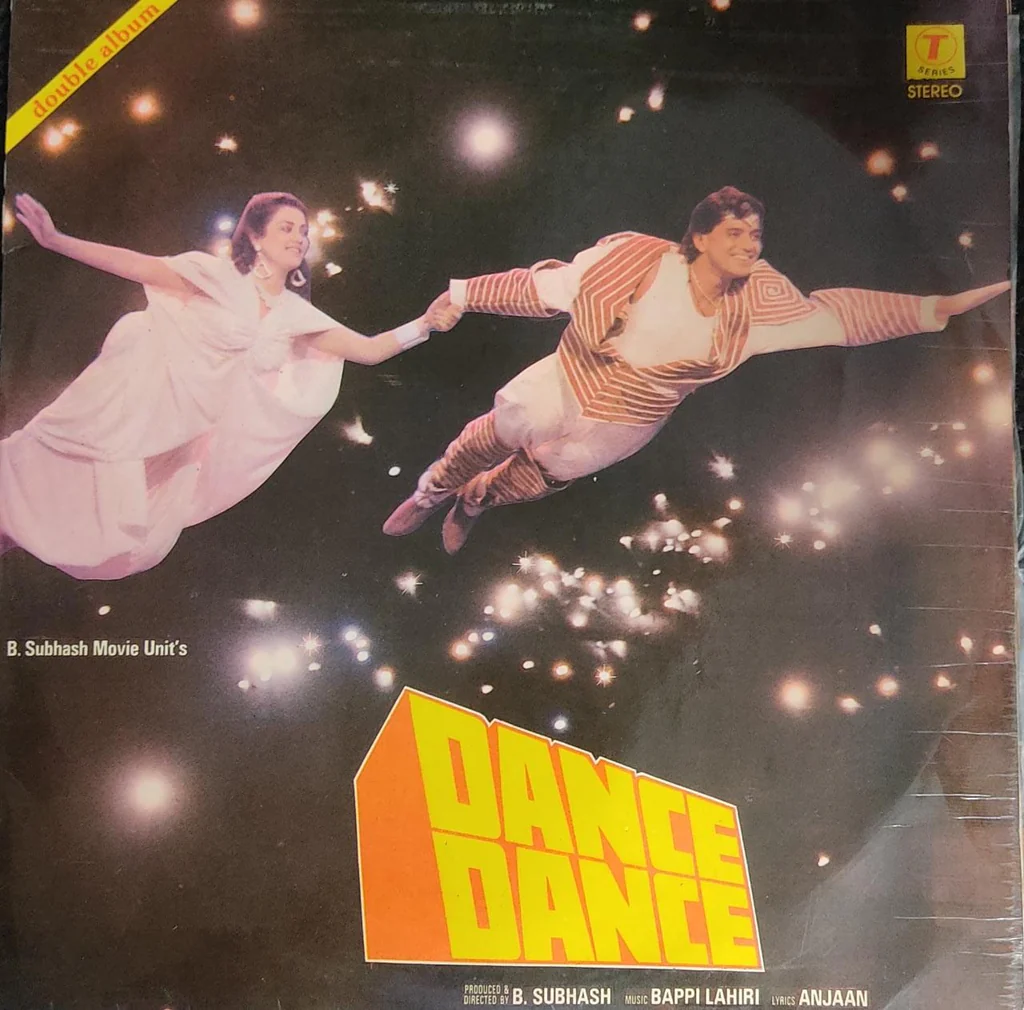 double album
T
SERIES
STEREO
B. Subhash Movie Unit's
DANCE
DANCE
PRODUCED & DIRECTED BY B. SUBHASH MUSIC BAPPI LAHIRI LYRICS ANJAAN